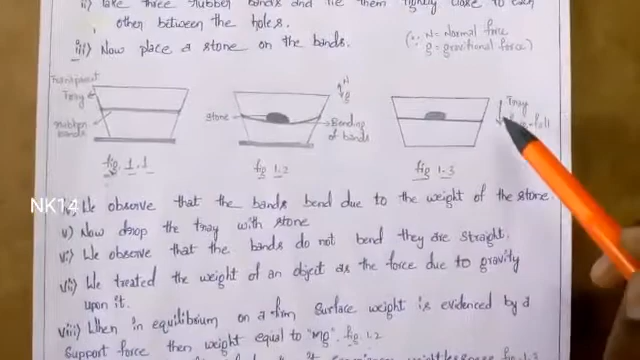 ii) Take three rubber bands and tie them tightly close to each
other between the holes.
iii) Now place a stone on the bands.
(∵ N = Normal force
g = gravitional force)
Transparent
Tray
Rubber
bands
fig. 1.1
stone
N
g
Bending
of bands
fig 1.2
Tray
free-fall
fig 1.3
NK14
iv) We observe that the bands bend due to the weight of the stone
v) Now drop the tray with stone
vi) We observe that the bands do not bend they are straight.
vii) We treated the weight of an object as the force due to gravity
upon it.
viii) When in equilibrium on a firm surface weight is evidenced by a
support force then weight equal to "mg". fig. 1.2